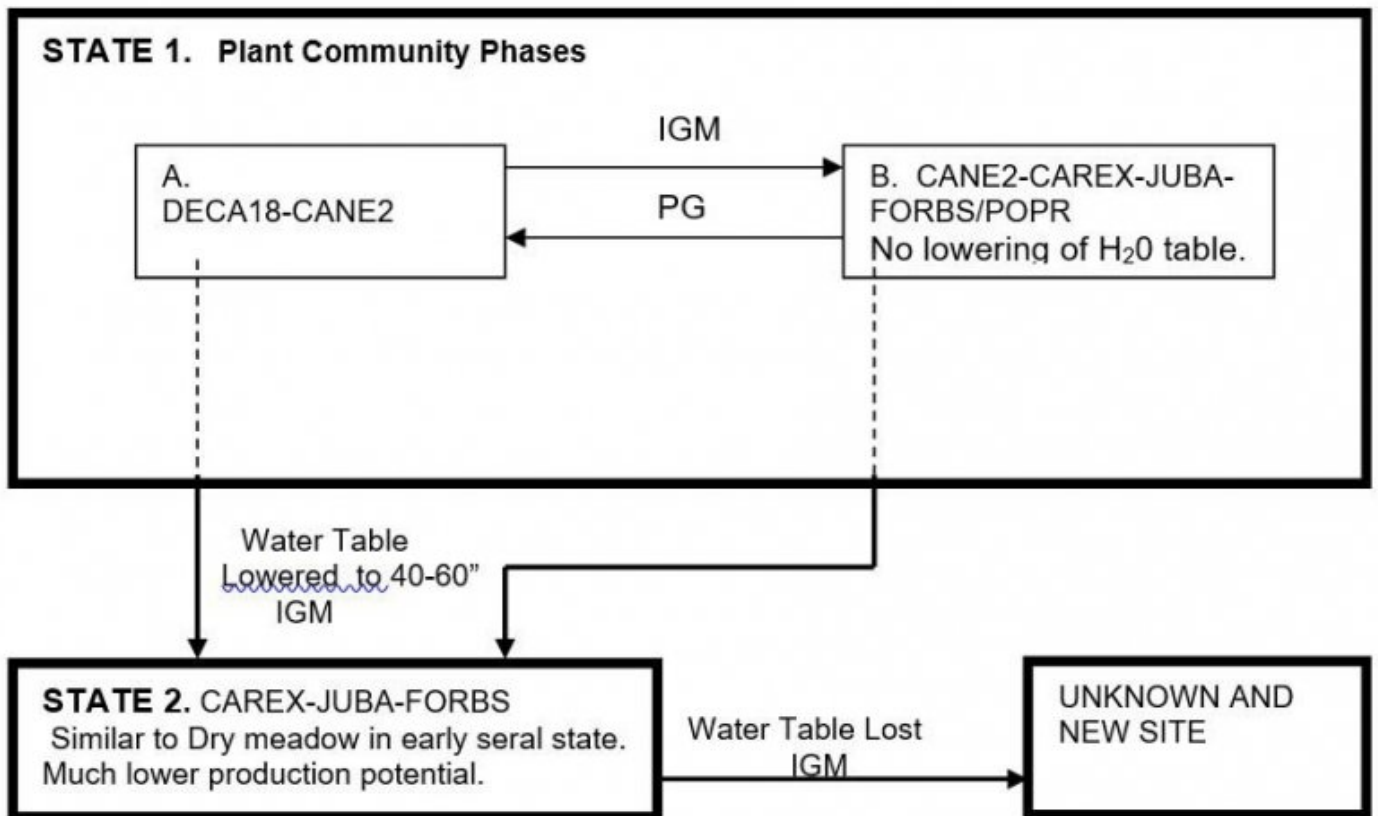 STATE 1. Plant Community Phases
IGM
A.
DECA18-CANE2
PG
B. CANE2-CAREX-JUBA-
FORBS/POPR
No lowering of H₂0 table.
Water Table
Lowered to 40-60”
IGM
STATE 2. CAREX-JUBA-FORBS
Similar to Dry meadow in early seral state.
Much lower production potential.
Water Table Lost
IGM
UNKNOWN AND
NEW SITE